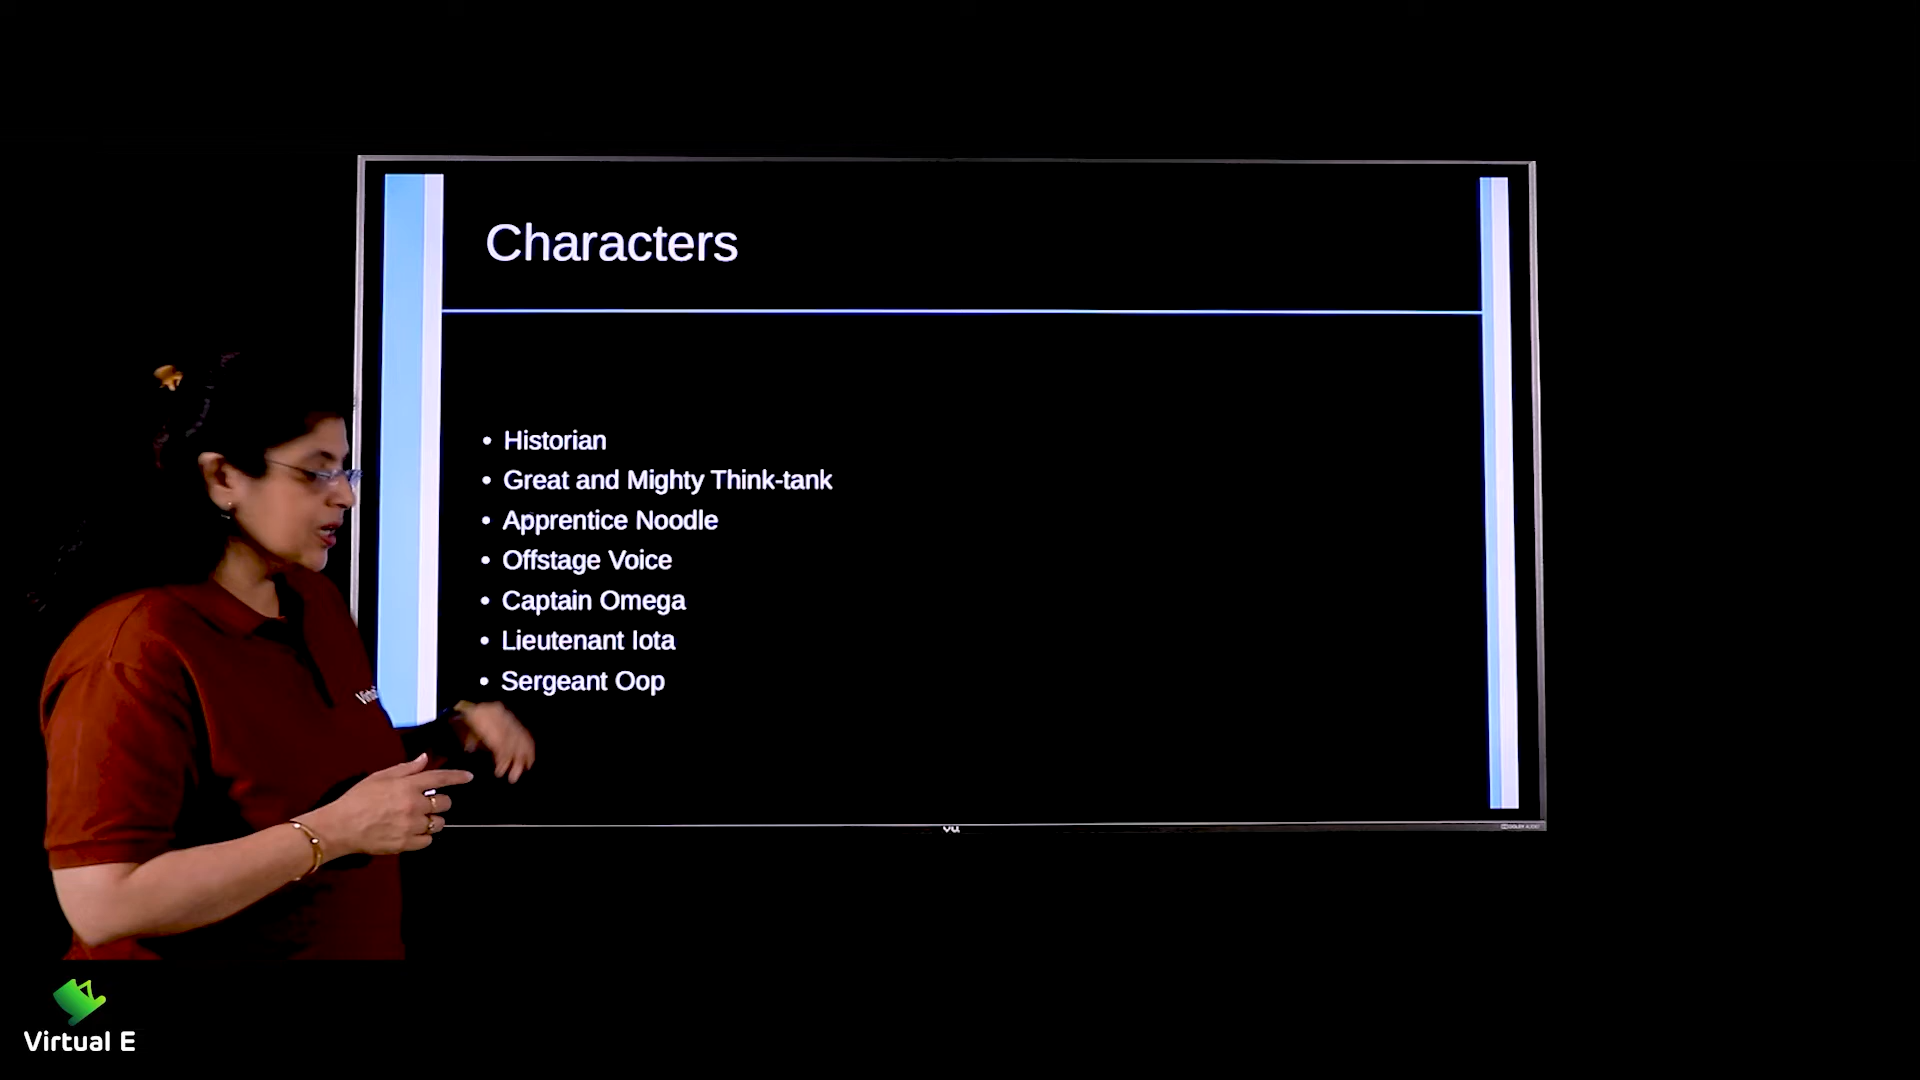 Characters
• Historian
• Great and Mighty Think-tank
• Apprentice Noodle
• Offstage Voice
• Captain Omega
• Lieutenant Iota
• Sergeant Oop
Virtual E